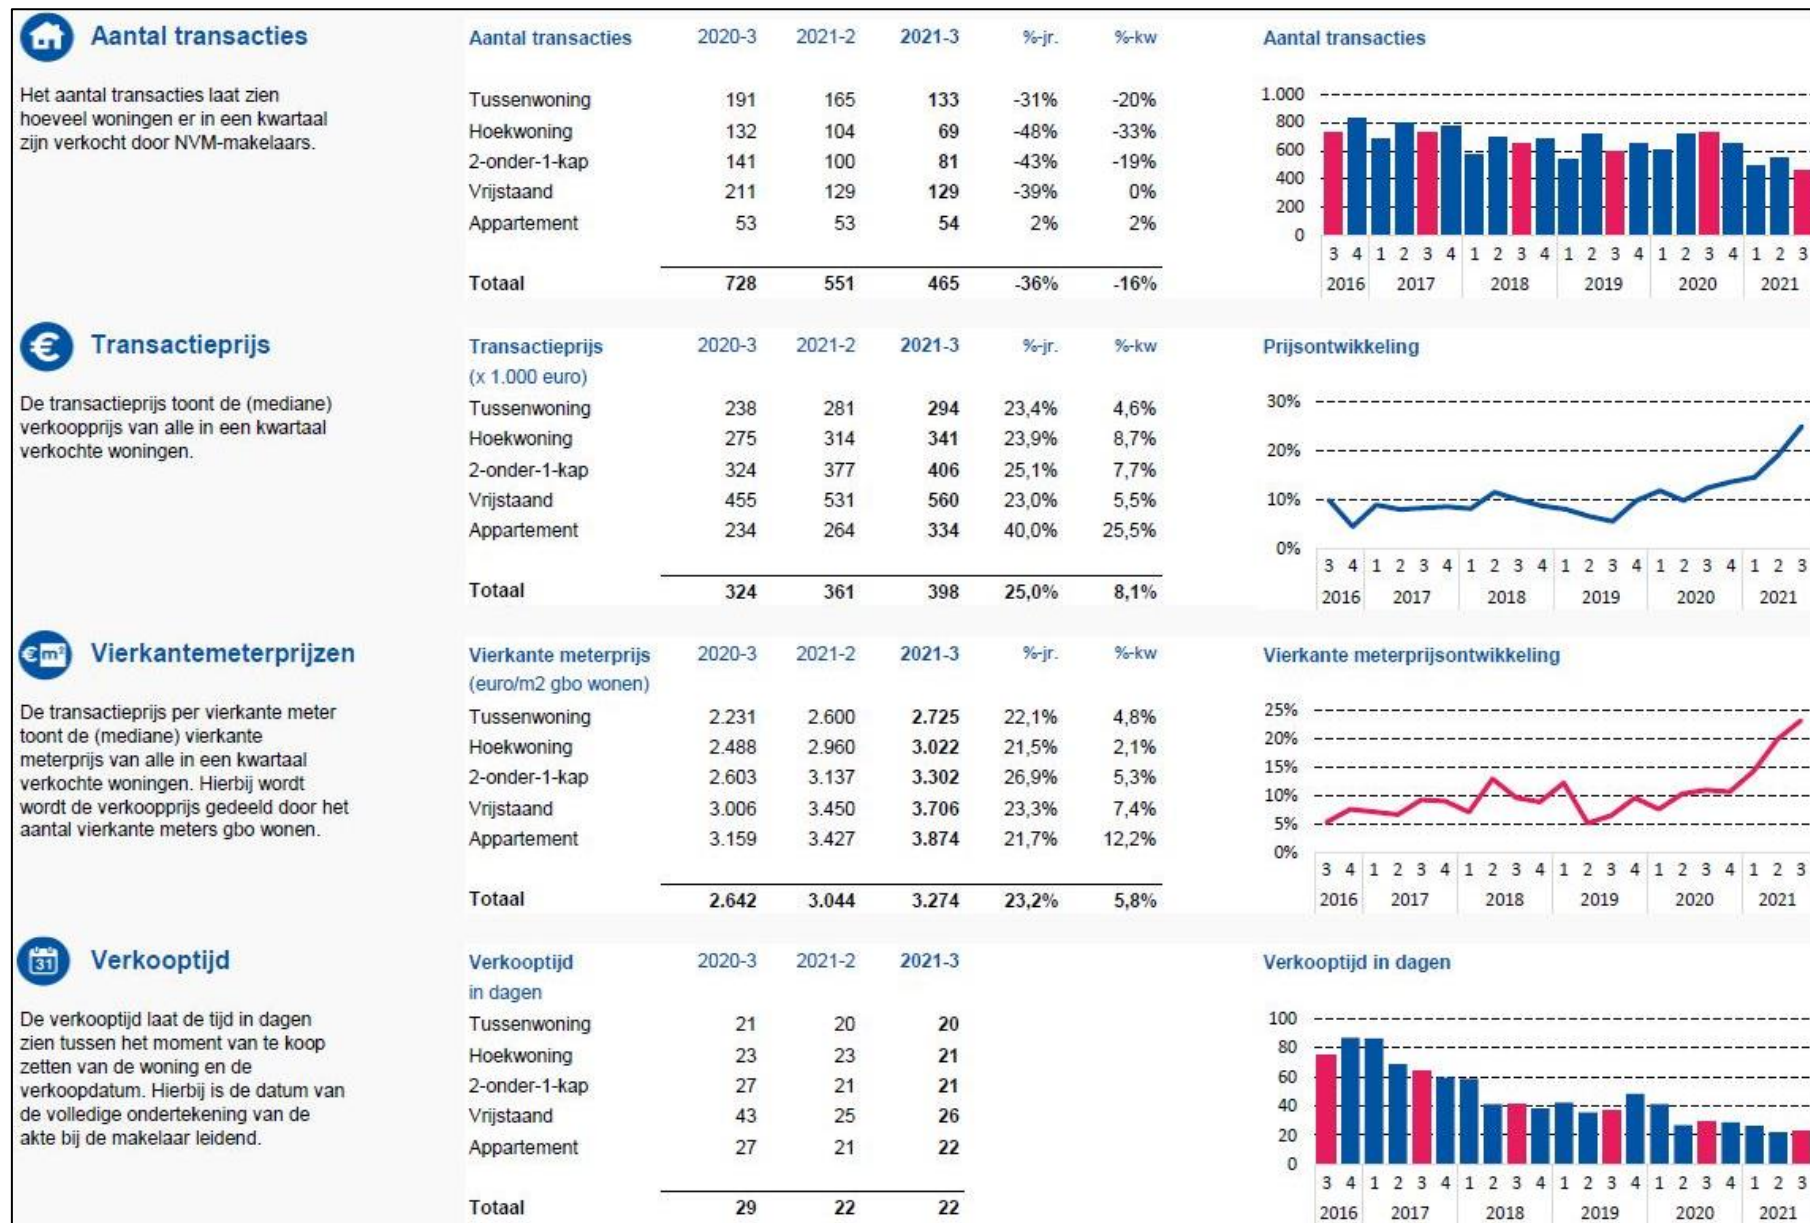 Aantal transacties
Het aantal transacties laat zien
hoeveel woningen er in een kwartaal
zijn verkocht door NVM-makelaars.
Aantal transacties 2020-3 2021-2 2021-3 %-jr. %-kw
Tussenwoning 191 165 133 -31% -20%
Hoekwoning 132 104 69 -48% -33%
2-onder-1-kap 141 100 81 -43% -19%
Vrijstaand 211 129 129 -39% 0%
Appartement 53 53 54 2% 2%
Totaal 728 551 465 -36% -16%
Aantal transacties
1.000
800
600
400
200
0
3 4 1 2 3 4 1 2 3 4 1 2 3 4 1 2 3 4 1 2 3
2016 2017 2018 2019 2020 2021
€
Transactieprijs
De transactieprijs toont de (mediane)
verkoopprijs van alle in een kwartaal
verkochte woningen.
Transactieprijs 2020-3 2021-2 2021-3 %-jr. %-kw
(x 1.000 euro)
Tussenwoning 238 281 294 23,4% 4,6%
Hoekwoning 275 314 341 23,9% 8,7%
2-onder-1-kap 324 377 406 25,1% 7,7%
Vrijstaand 455 531 560 23,0% 5,5%
Appartement 234 264 334 40,0% 25,5%
Totaal 324 361 398 25,0% 8,1%
Prijsontwikkeling
30%
20%
10%
0%
3 4 1 2 3 4 1 2 3 4 1 2 3 4 1 2 3 4 1 2 3
2016 2017 2018 2019 2020 2021
€ m²
Vierkantemeterprijzen
De transactieprijs per vierkante meter
toont de (mediane) vierkante
meterprijs van alle in een kwartaal
verkochte woningen. Hierbij wordt
wordt de verkoopprijs gedeeld door het
aantal vierkante meters gbo wonen.
Vierkante meterprijs 2020-3 2021-2 2021-3 %-jr. %-kw
(euro/m2 gbo wonen)
Tussenwoning 2.231 2.600 2.725 22,1% 4,8%
Hoekwoning 2.488 2.960 3.022 21,5% 2,1%
2-onder-1-kap 2.603 3.137 3.302 26,9% 5,3%
Vrijstaand 3.006 3.450 3.706 23,3% 7,4%
Appartement 3.159 3.427 3.874 21,7% 12,2%
Totaal 2.642 3.044 3.274 23,2% 5,8%
Vierkante meterprijsontwikkeling
25%
20%
15%
10%
5%
0%
3 4 1 2 3 4 1 2 3 4 1 2 3 4 1 2 3 4 1 2 3
2016 2017 2018 2019 2020 2021
31
Verkooptijd
De verkooptijd laat de tijd in dagen
zien tussen het moment van te koop
zetten van de woning en de
verkoopdatum. Hierbij is de datum van
de volledige ondertekening van de
akte bij de makelaar leidend.
Verkooptijd 2020-3 2021-2 2021-3
in dagen
Tussenwoning 21 20 20
Hoekwoning 23 23 21
2-onder-1-kap 27 21 21
Vrijstaand 43 25 26
Appartement 27 21 22
Totaal 29 22 22
Verkooptijd in dagen
100
80
60
40
20
0
3 4 1 2 3 4 1 2 3 4 1 2 3 4 1 2 3 4 1 2 3
2016 2017 2018 2019 2020 2021